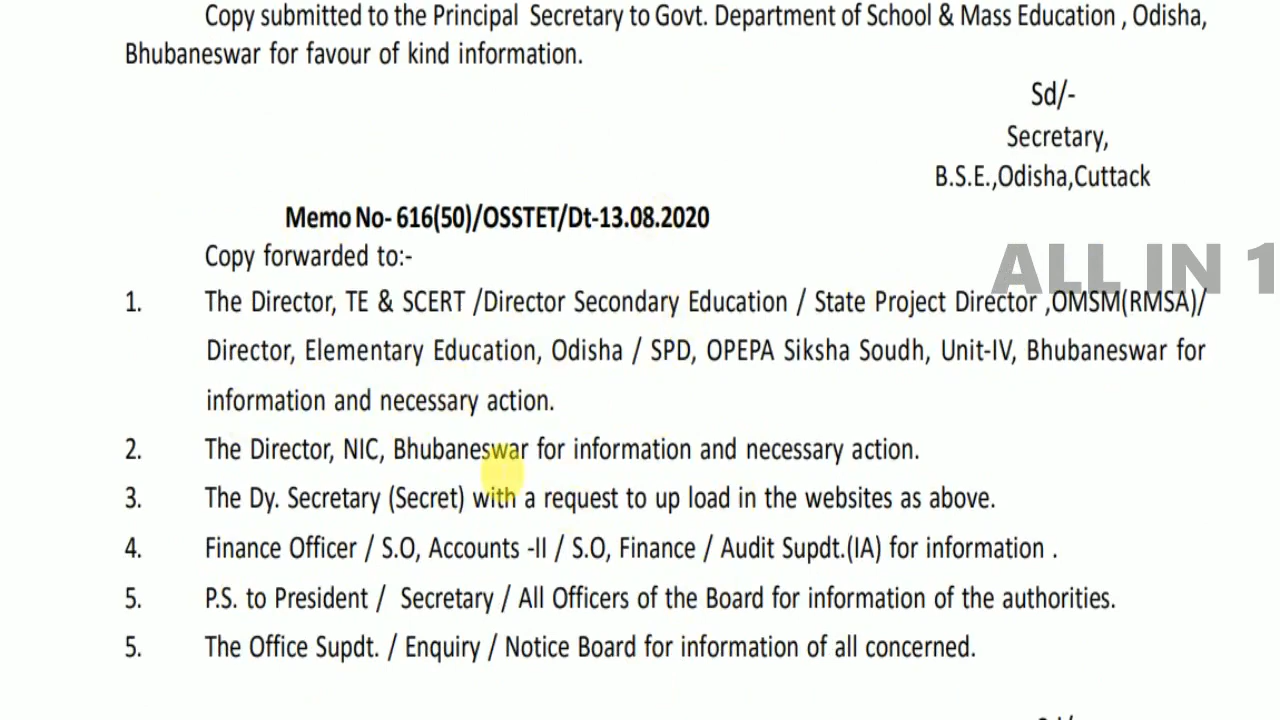 Copy submitted to the Principal Secretary to Govt. Department of School & Mass Education , Odisha,
Bhubaneswar for favour of kind information.
Sd/-
Secretary,
B.S.E.,Odisha,Cuttack
Memo No- 616(50)/OSSTET/Dt-13.08.2020
Copy forwarded to:-
ALL IN 1
1. The Director, TE & SCERT /Director Secondary Education / State Project Director ,OMSM(RMSA)/
Director, Elementary Education, Odisha / SPD, OPEPA Siksha Soudh, Unit-IV, Bhubaneswar for
information and necessary action.
2. The Director, NIC, Bhubaneswar for information and necessary action.
3. The Dy. Secretary (Secret) with a request to up load in the websites as above.
4. Finance Officer / S.O, Accounts -II / S.O, Finance / Audit Supdt.(IA) for information .
5. P.S. to President / Secretary / All Officers of the Board for information of the authorities.
5. The Office Supdt. / Enquiry / Notice Board for information of all concerned.